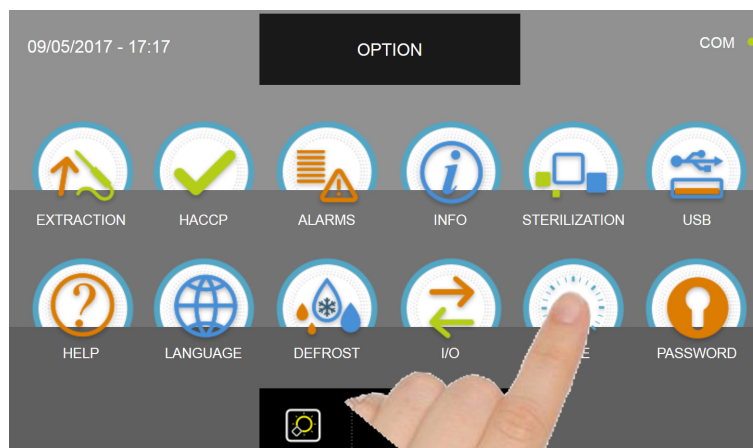 09/05/2017 - 17:17
OPTION
COM
EXTRACTION
HACCP
ALARMS
INFO
STERILIZATION
USB
HELP
LANGUAGE
DEFROST
I/O
PASSWORD